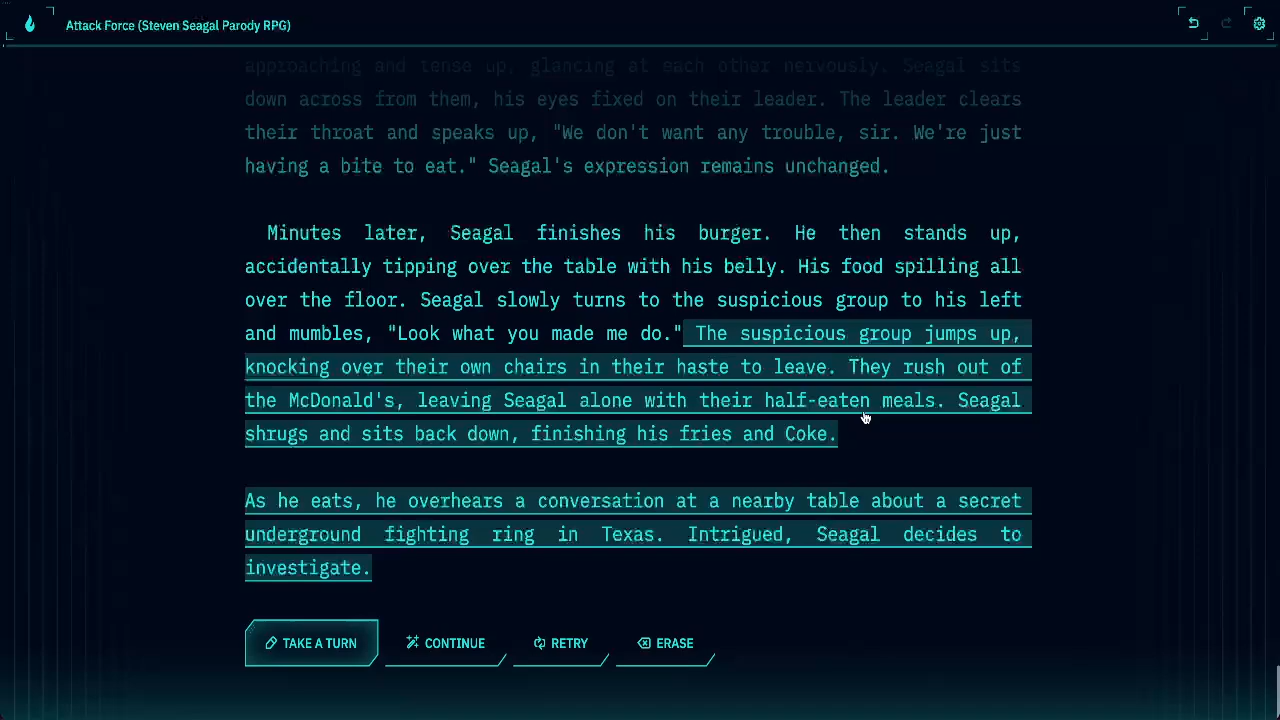 Attack Force (Steven Seagal Parody RPG)
approaching and tense up, glancing at each other nervously. Seagal sits
down across from them, his eyes fixed on their leader. The leader clears
their throat and speaks up, "We don't want any trouble, sir. We're just
having a bite to eat." Seagal's expression remains unchanged.
Minutes later, Seagal finishes his burger. He then stands up,
accidentally tipping over the table with his belly. His food spilling all
over the floor. Seagal slowly turns to the suspicious group to his left
and mumbles, "Look what you made me do." The suspicious group jumps up,
knocking over their own chairs in their haste to leave. They rush out of
the McDonald's, leaving Seagal alone with their half-eaten meals. Seagal
shrugs and sits back down, finishing his fries and Coke.
As he eats, he overhears a conversation at a nearby table about a secret
underground fighting ring in Texas. Intrigued, Seagal decides to
investigate.
TAKE A TURN CONTINUE RETRY ERASE